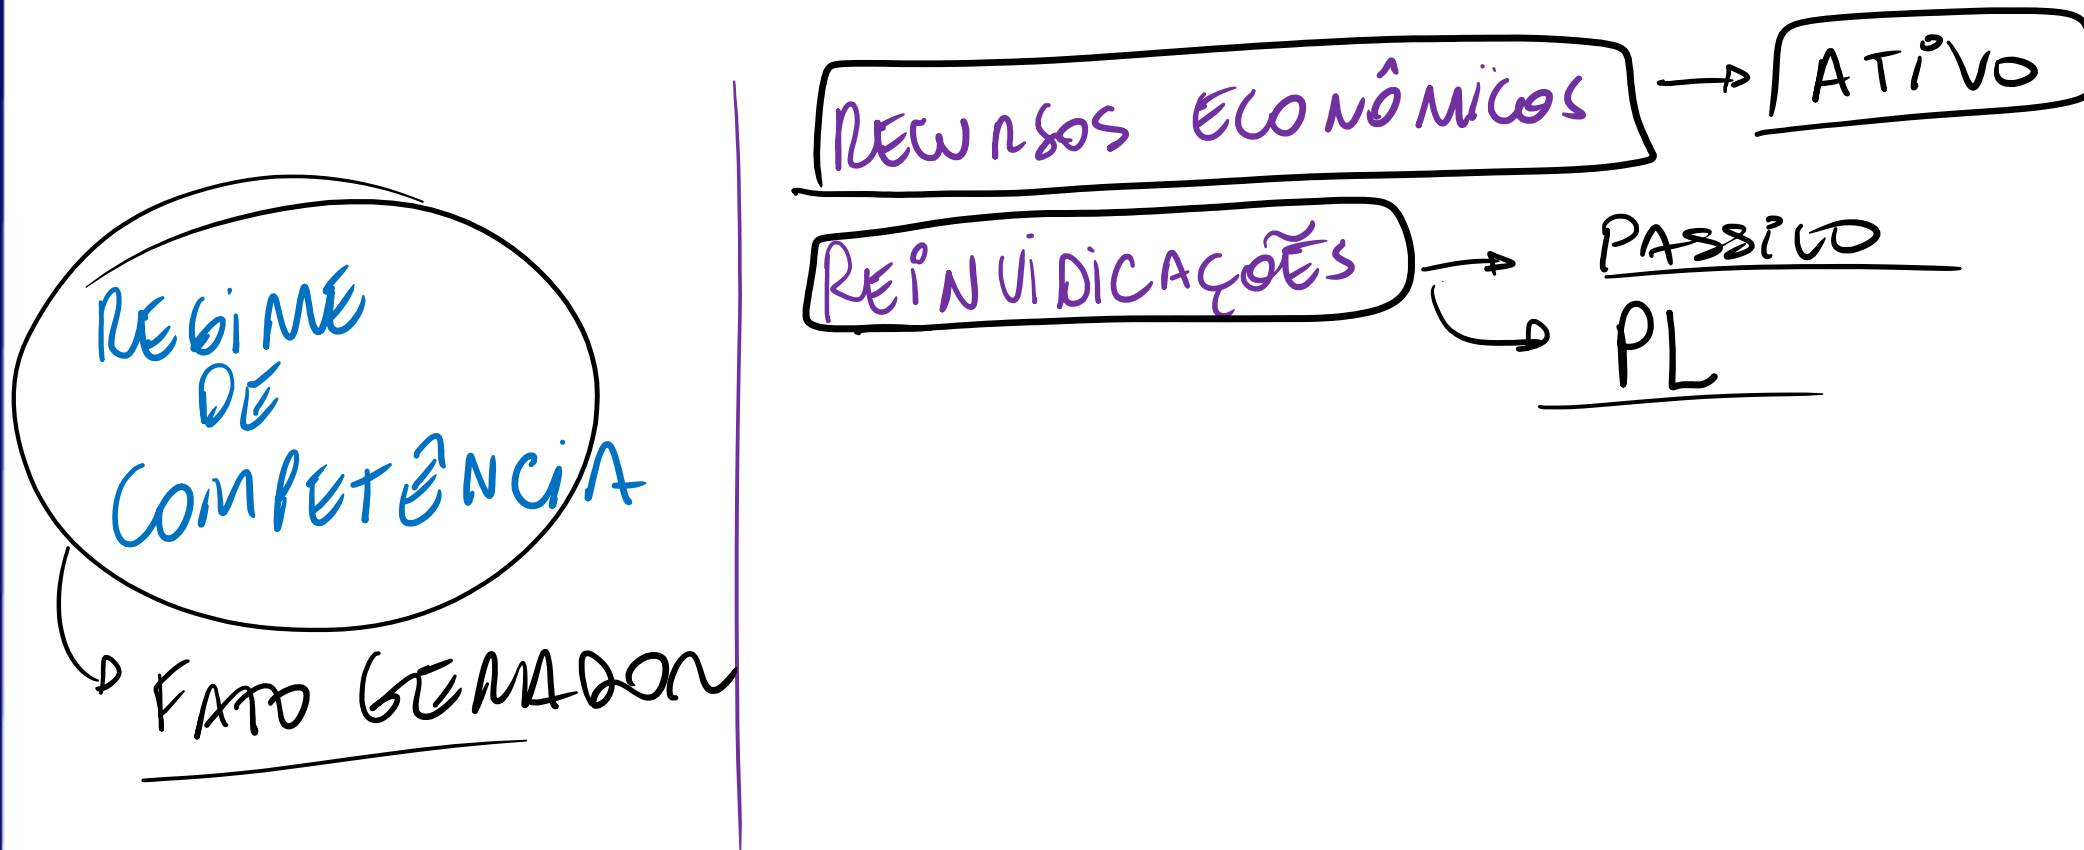 REGIME
DE
COMPETÊNCIA
FATO GERADOR
RECURSOS ECONÔMICOS
ATIVO
REINVIDICAÇÕES
PASSIVO
PL